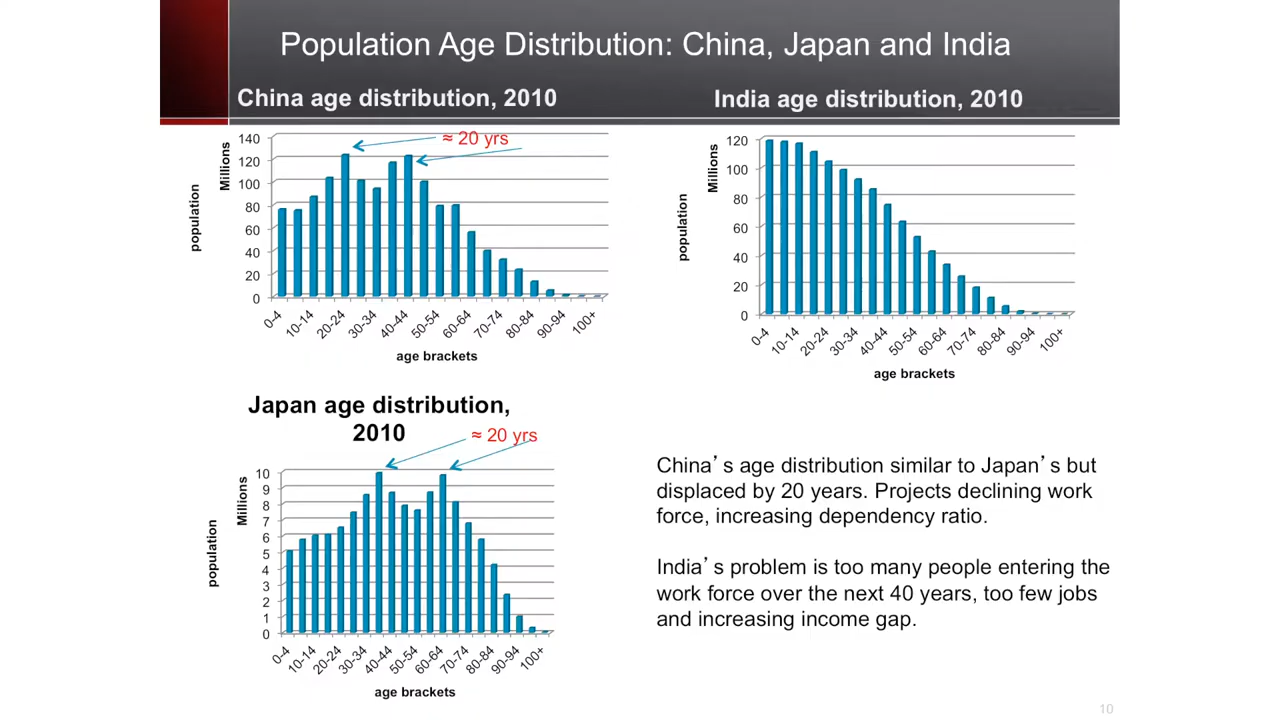 Population Age Distribution: China, Japan and India
China age distribution, 2010
≈ 20 yrs
Millions
population
140
120
100
80
60
40
20
0
0-4
10-14
20-24
30-34
40-44
50-54
60-64
70-74
80-84
90-94
100+
age brackets
India age distribution, 2010
Millions
population
120
100
80
60
40
20
0
0-4
10-14
20-24
30-34
40-44
50-54
60-64
70-74
80-84
90-94
100+
age brackets
Japan age distribution,
2010
≈ 20 yrs
Millions
population
10
9
8
7
6
5
4
3
2
1
0
0-4
10-14
20-24
30-34
40-44
50-54
60-64
70-74
80-84
90-94
100+
age brackets
China’s age distribution similar to Japan’s but
displaced by 20 years. Projects declining work
force, increasing dependency ratio.
India’s problem is too many people entering the
work force over the next 40 years, too few jobs
and increasing income gap.
10